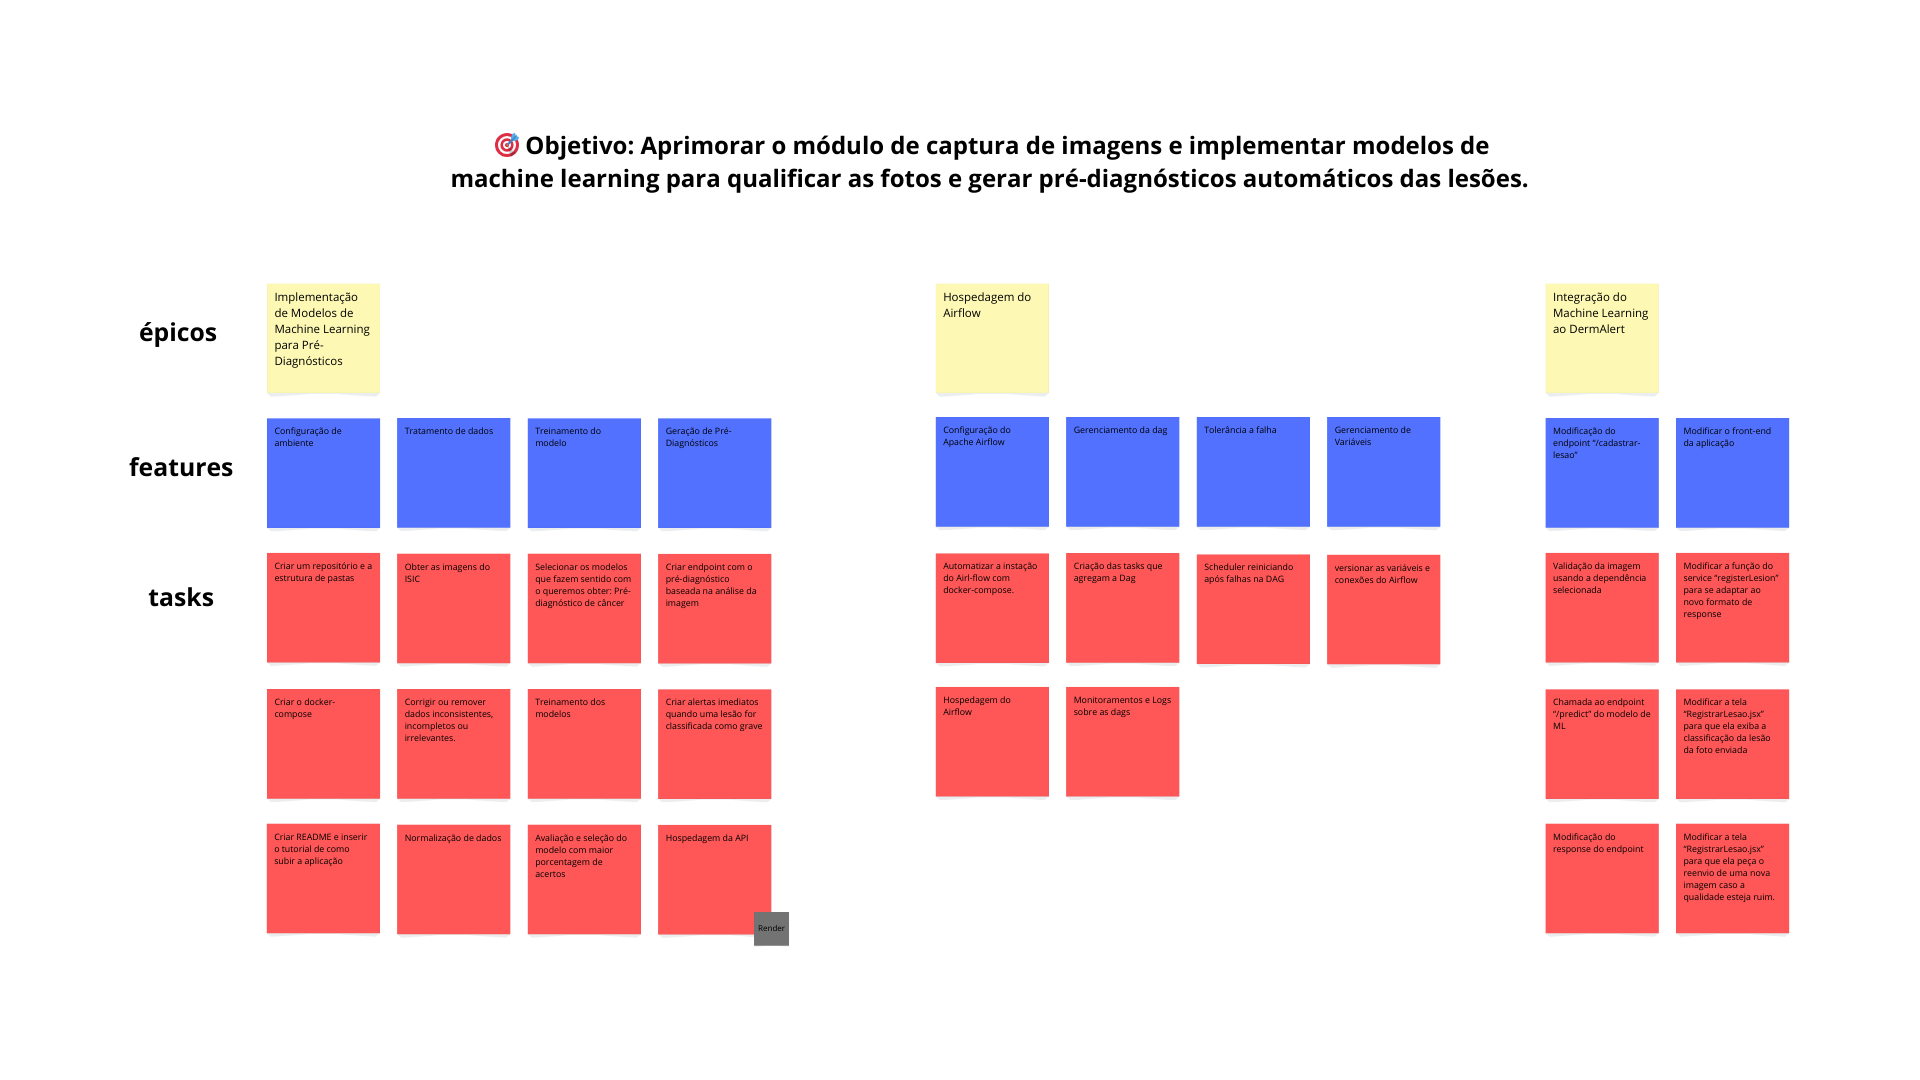 🎯 Objetivo: Aprimorar o módulo de captura de imagens e implementar modelos de
machine learning para qualificar as fotos e gerar pré-diagnósticos automáticos das lesões.
épicos
Implementação
de Modelos de
Machine Learning
para Pré-
Diagnósticos
Hospedagem do
Airflow
Integração do
Machine Learning
ao DermAlert
features
Configuração de
ambiente
Tratamento de dados
Treinamento do
modelo
Geração de Pré-
Diagnósticos
Configuração do
Apache Airflow
Gerenciamento da dag
Tolerância a falha
Gerenciamento de
Variáveis
Modificação do
endpoint “/cadastrar-
lesao”
Modificar o front-end
da aplicação
tasks
Criar um repositório e a
estrutura de pastas
Obter as imagens do
ISIC
Selecionar os modelos
que fazem sentido com
o queremos obter: Pré-
diagnóstico de câncer
Criar endpoint com o
pré-diagnóstico
baseada na análise da
imagem
Automatizar a instação
do Airl-flow com
docker-compose.
Criação das tasks que
agregam a Dag
Scheduler reiniciando
após falhas na DAG
versionar as variáveis e
conexões do Airflow
Validação da imagem
usando a dependência
selecionada
Modificar a função do
service “registerLesion”
para se adaptar ao
novo formato de
response
Criar o docker-
compose
Corrigir ou remover
dados inconsistentes,
incompletos ou
irrelevantes.
Treinamento dos
modelos
Criar alertas imediatos
quando uma lesão for
classificada como grave
Hospedagem do
Airflow
Monitoramentos e Logs
sobre as dags
Chamada ao endpoint
“/predict” do modelo de
ML
Modificar a tela
“RegistrarLesao.jsx”
para que ela exiba a
classificação da lesão
da foto enviada
Criar README e inserir
o tutorial de como
subir a aplicação
Normalização de dados
Avaliação e seleção do
modelo com maior
porcentagem de
acertos
Hospedagem da API
Render
Modificação do
response do endpoint
Modificar a tela
“RegistrarLesao.jsx”
para que ela peça o
reenvio de uma nova
imagem caso a
qualidade esteja ruim.